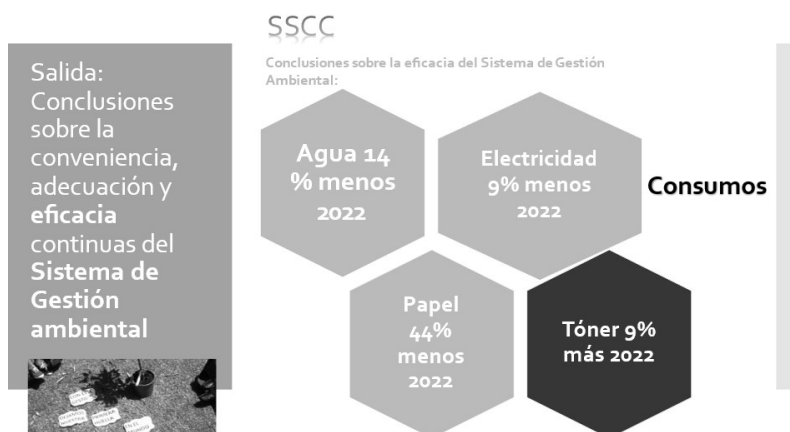 SSCC
Conclusiones sobre la eficacia del Sistema de Gestión
Ambiental:
Salida:
Conclusiones
sobre la
conveniencia,
adecuación y
eficacia
continuas del
Sistema de
Gestión
ambiental
Agua 14
% menos
2022
Electricidad
9% menos
2022
Consumos
Papel
44%
menos
2022
Tóner 9%
más 2022